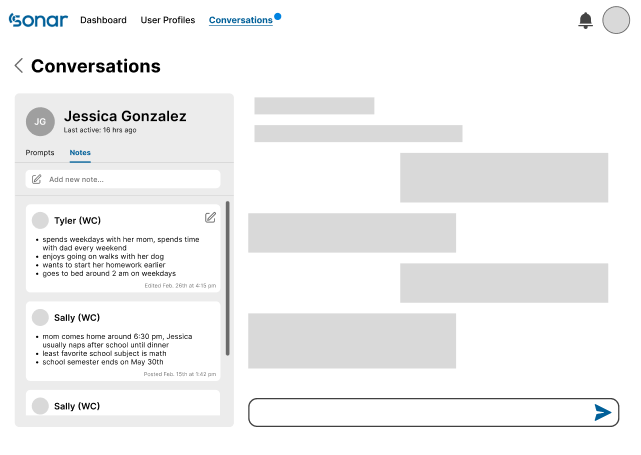 sonar Dashboard User Profiles Conversations
Conversations
JG
Jessica Gonzalez
Last active: 16 hrs ago
Prompts Notes
Add new note...
Tyler (WC)
• spends weekdays with her mom, spends time
with dad every weekend
• enjoys going on walks with her dog
• wants to start her homework earlier
• goes to bed around 2 am on weekdays
Edited Feb. 26th at 4:15 pm
Sally (WC)
• mom comes home around 6:30 pm, Jessica
usually naps after school until dinner
• least favorite school subject is math
• school semester ends on May 30th
Posted Feb. 15th at 1:42 pm
Sally (WC)